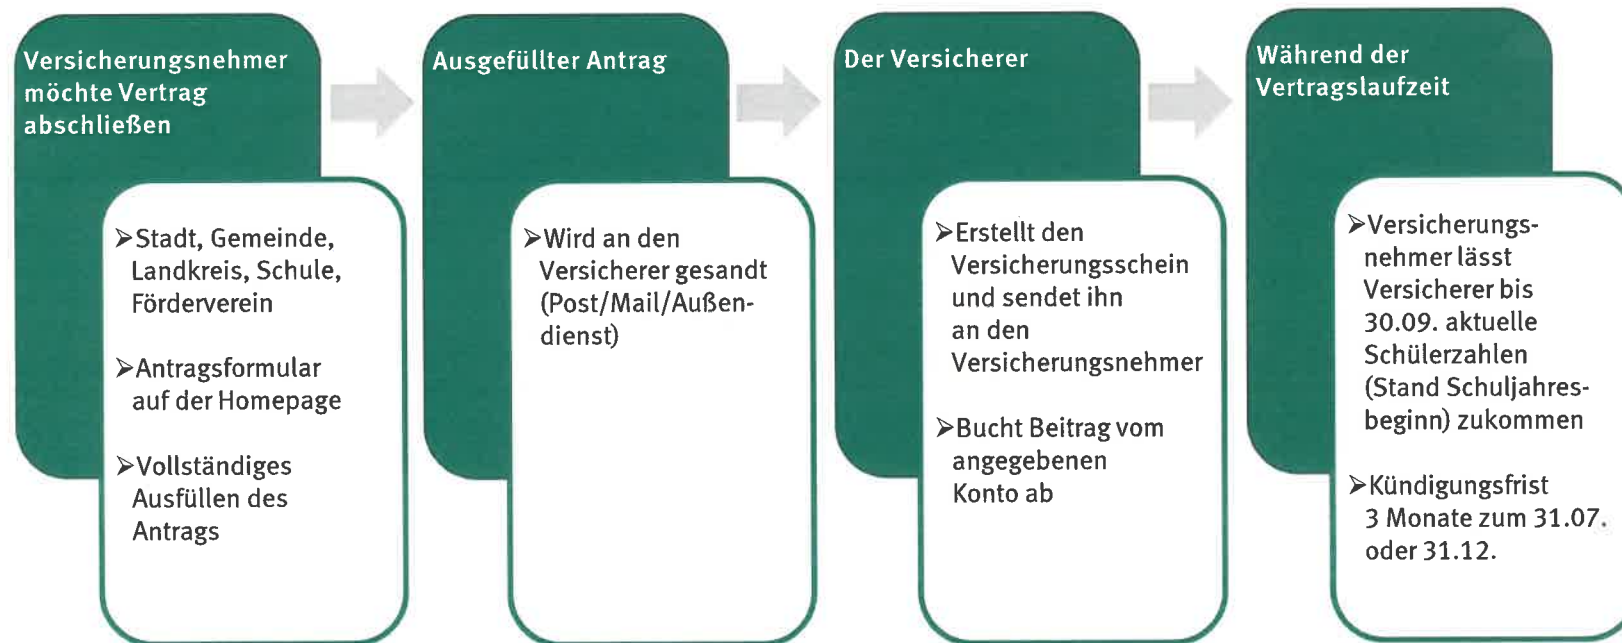 Versicherungsnehmer
möchte Vertrag
abschließen
➢Stadt, Gemeinde,
Landkreis, Schule,
Förderverein
➢Antragsformular
auf der Homepage
➢Vollständiges
Ausfüllen des
Antrags
Ausgefüllter Antrag
➢Wird an den
Versicherer gesandt
(Post/Mail/Außen-
dienst)
Der Versicherer
➢Erstellt den
Versicherungsschein
und sendet ihn
an den
Versicherungsnehmer
➢Bucht Beitrag vom
angegebenen
Konto ab
Während der
Vertragslaufzeit
➢Versicherungs-
nehmer lässt
Versicherer bis
30.09. aktuelle
Schülerzahlen
(Stand Schuljahres-
beginn) zukommen
➢Kündigungsfrist
3 Monate zum 31.07.
oder 31.12.